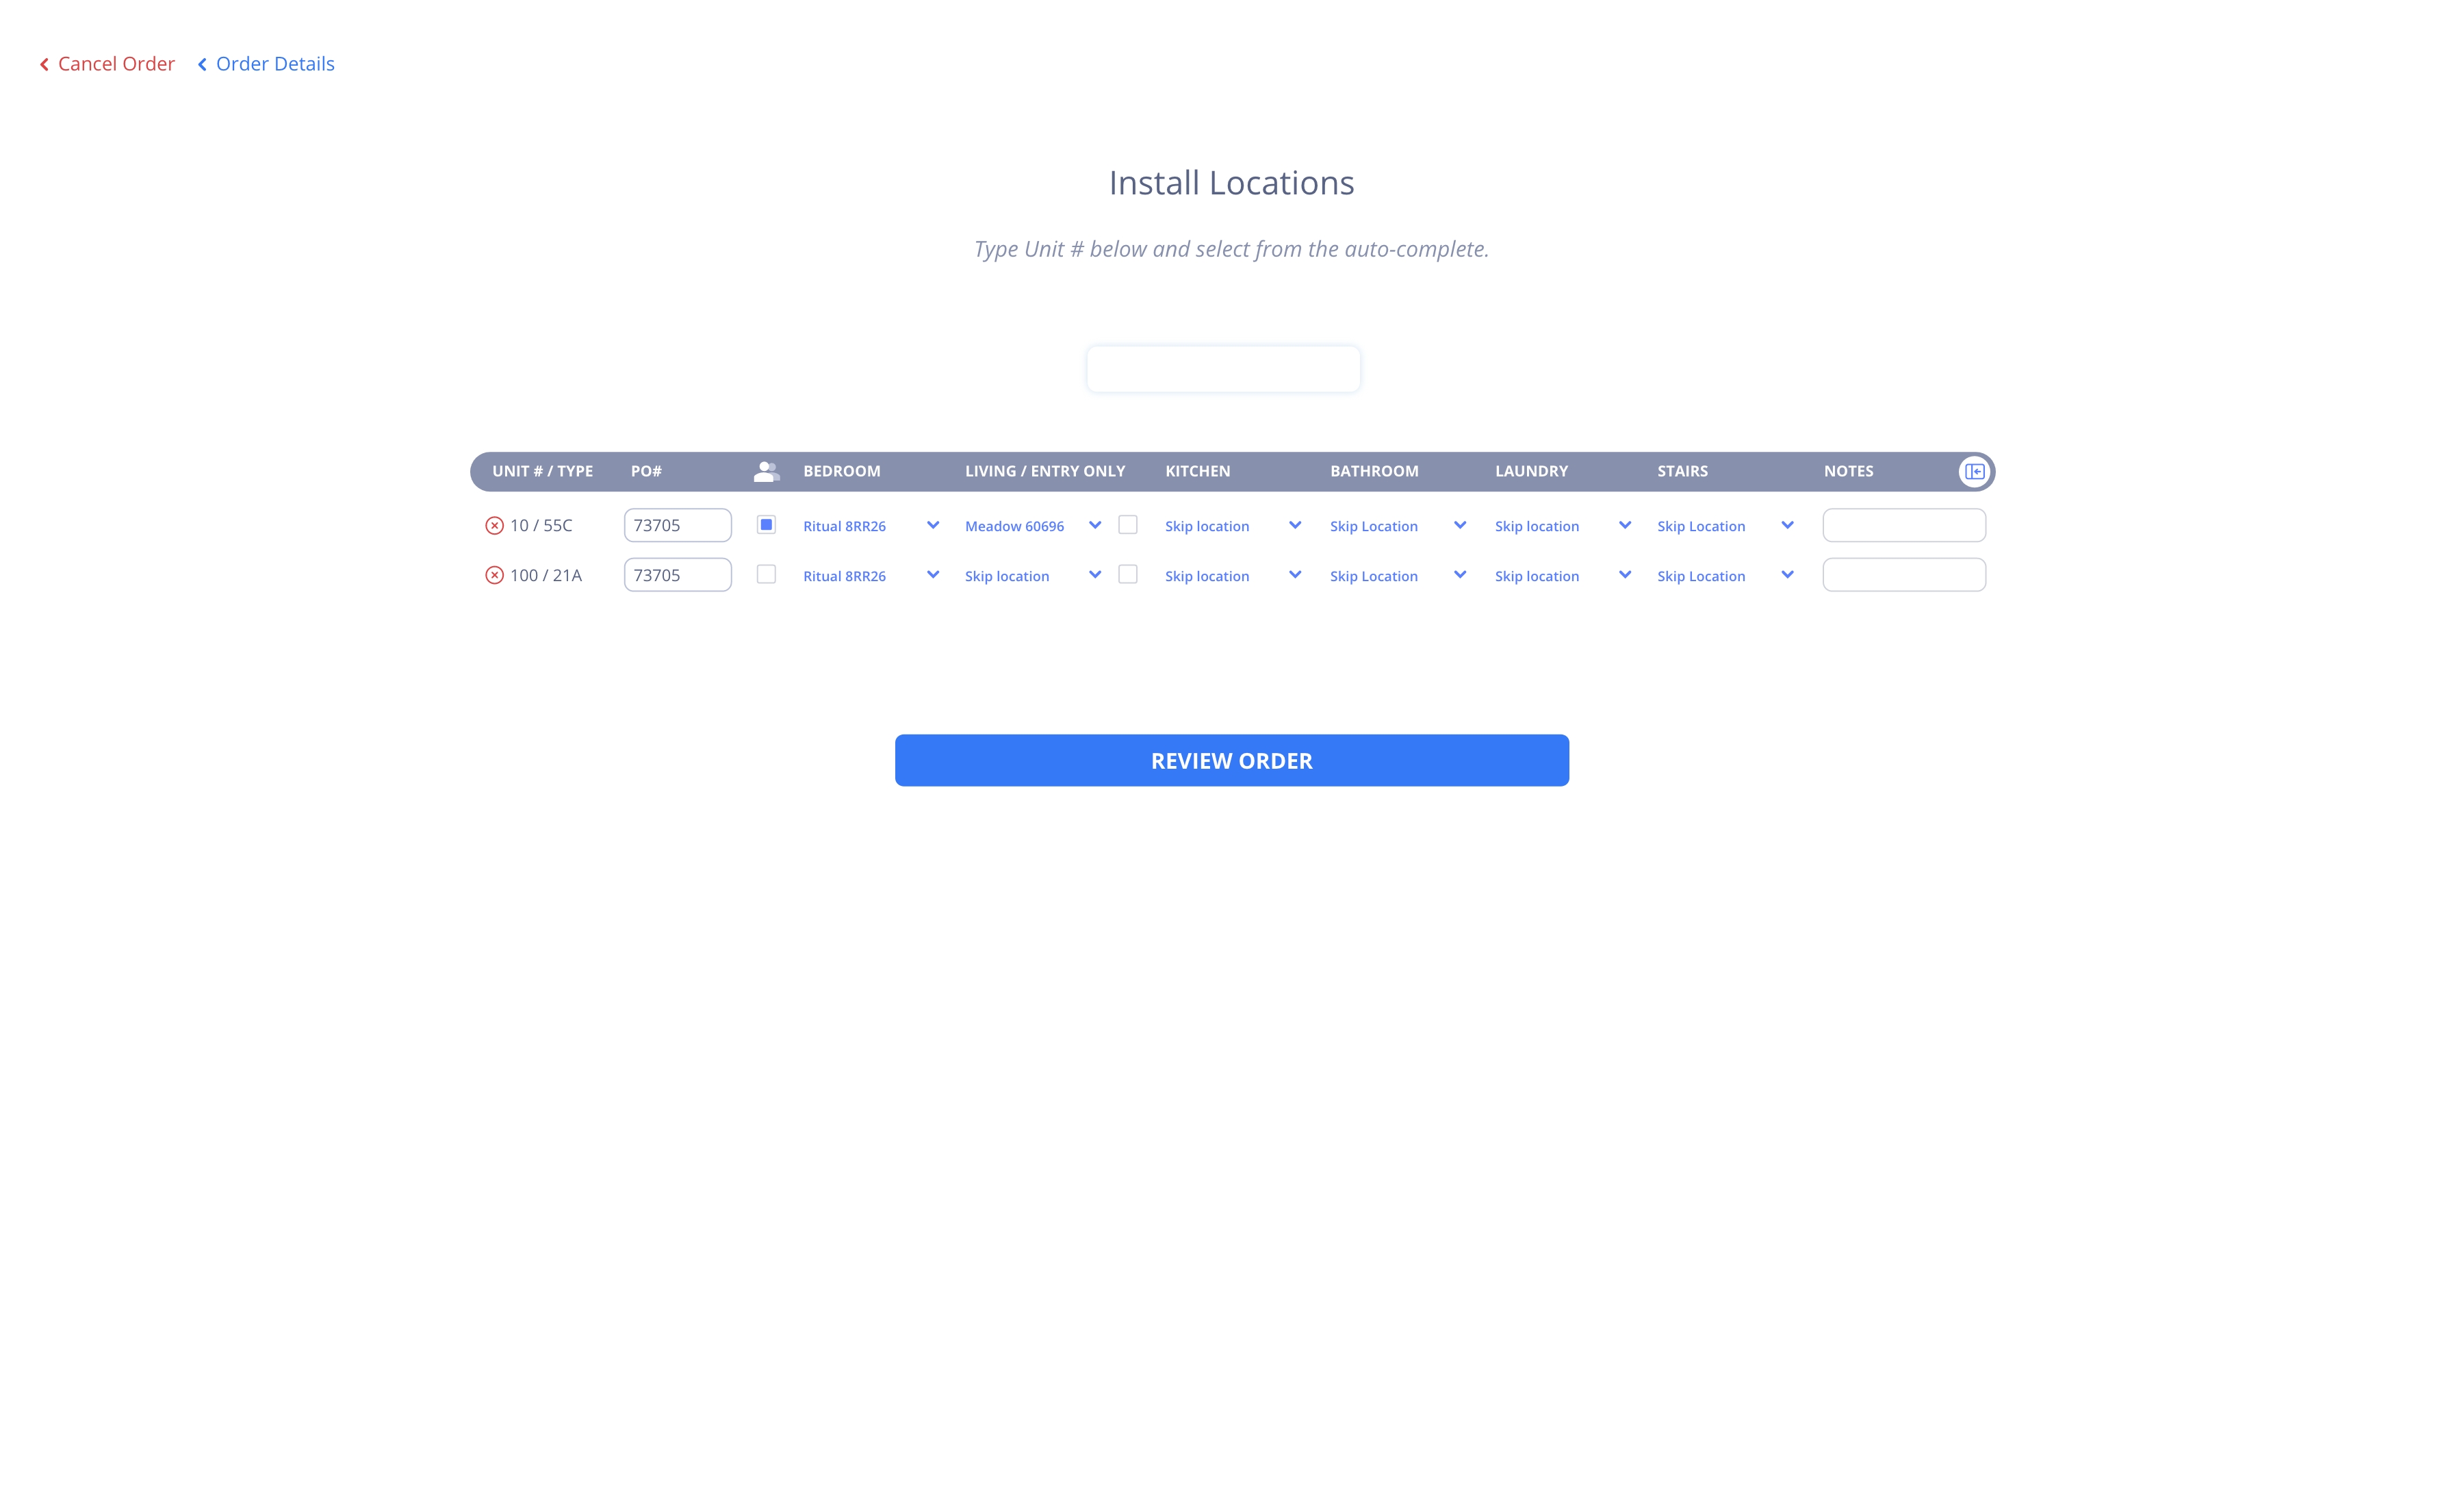 Cancel Order Order Details
Install Locations
Type Unit # below and select from the auto-complete.
UNIT # / TYPE PO# BEDROOM LIVING / ENTRY ONLY KITCHEN BATHROOM LAUNDRY STAIRS NOTES
10 / 55C 73705 Ritual 8RR26 Meadow 60696 Skip location Skip Location Skip location Skip Location
100 / 21A 73705 Ritual 8RR26 Skip location Skip location Skip Location Skip location Skip Location
REVIEW ORDER